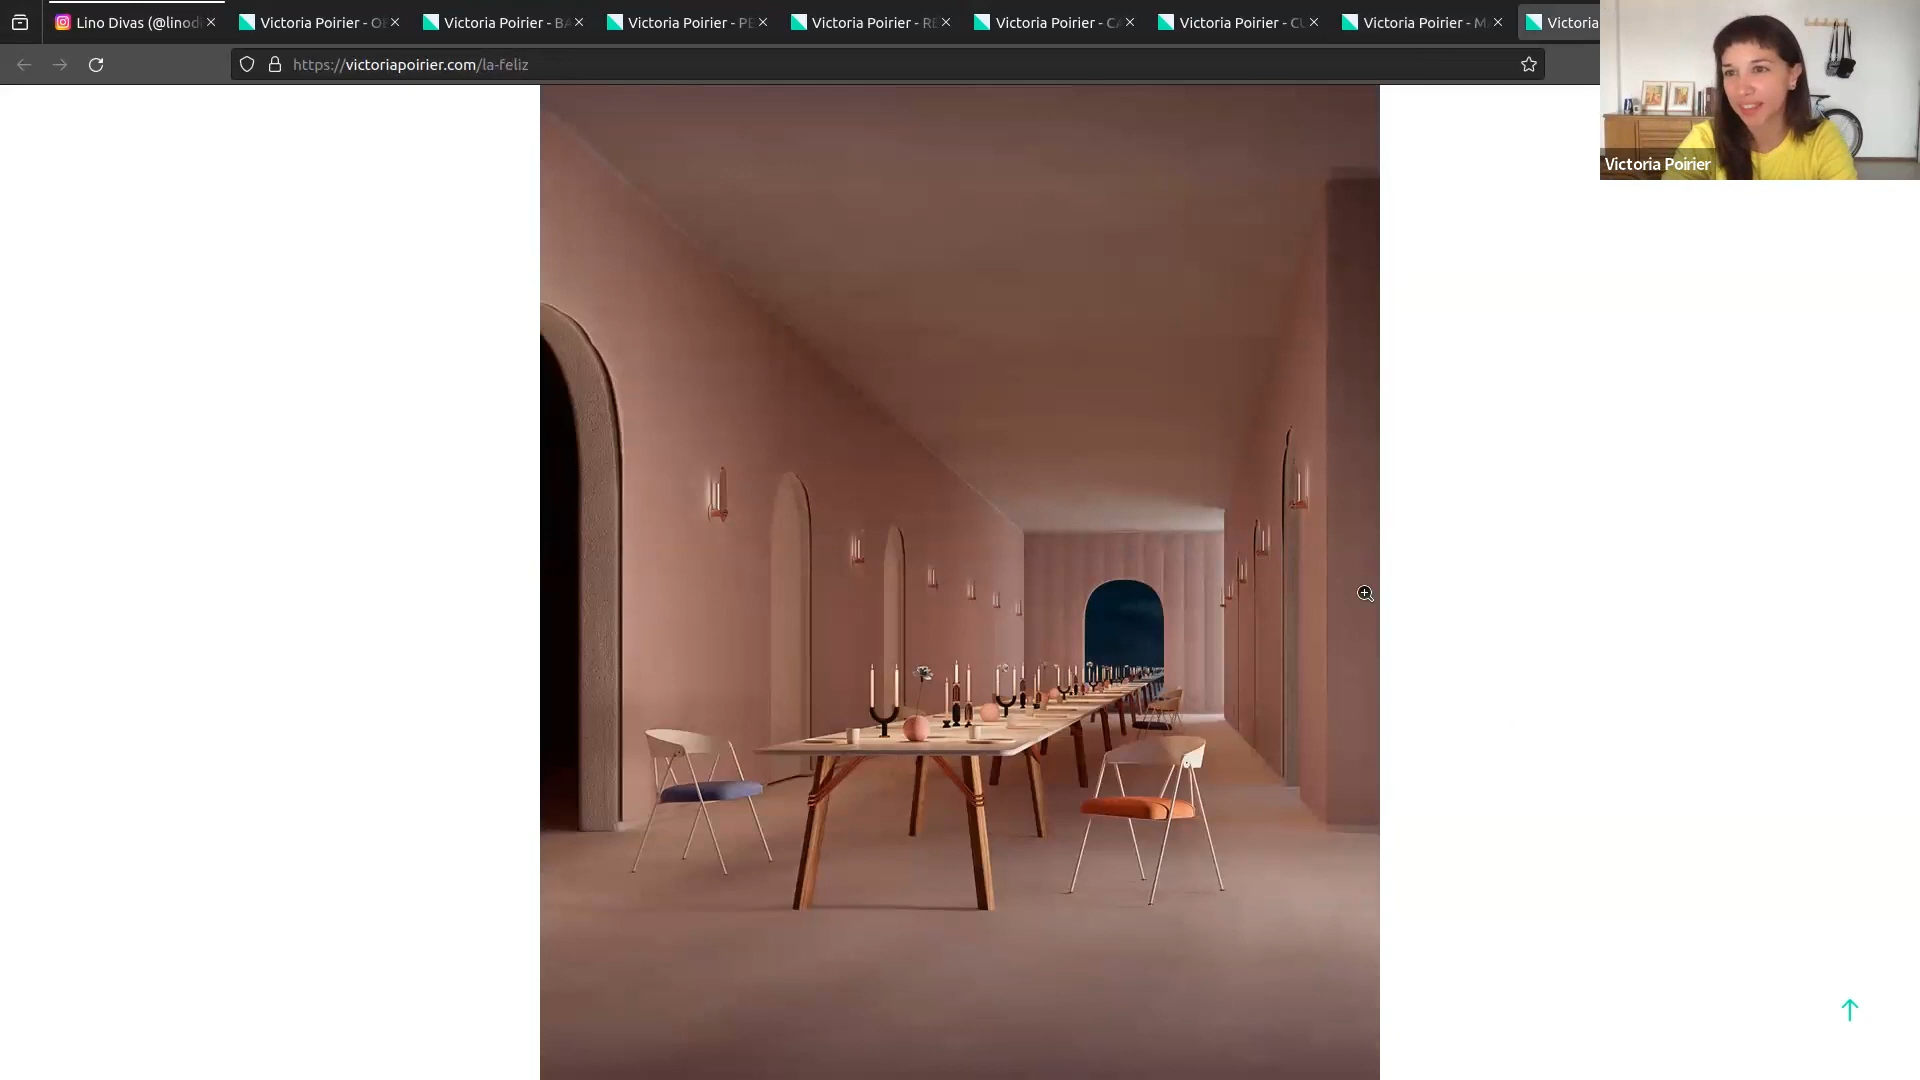 Lino Divas (@linod
Victoria Poirier - O
Victoria Poirier - BA
Victoria Poirier - PE
Victoria Poirier - RE
Victoria Poirier - CA
Victoria Poirier - CU
Victoria Poirier - M
Victoria
https://victoriapoirier.com/la-feliz
Victoria Poirier